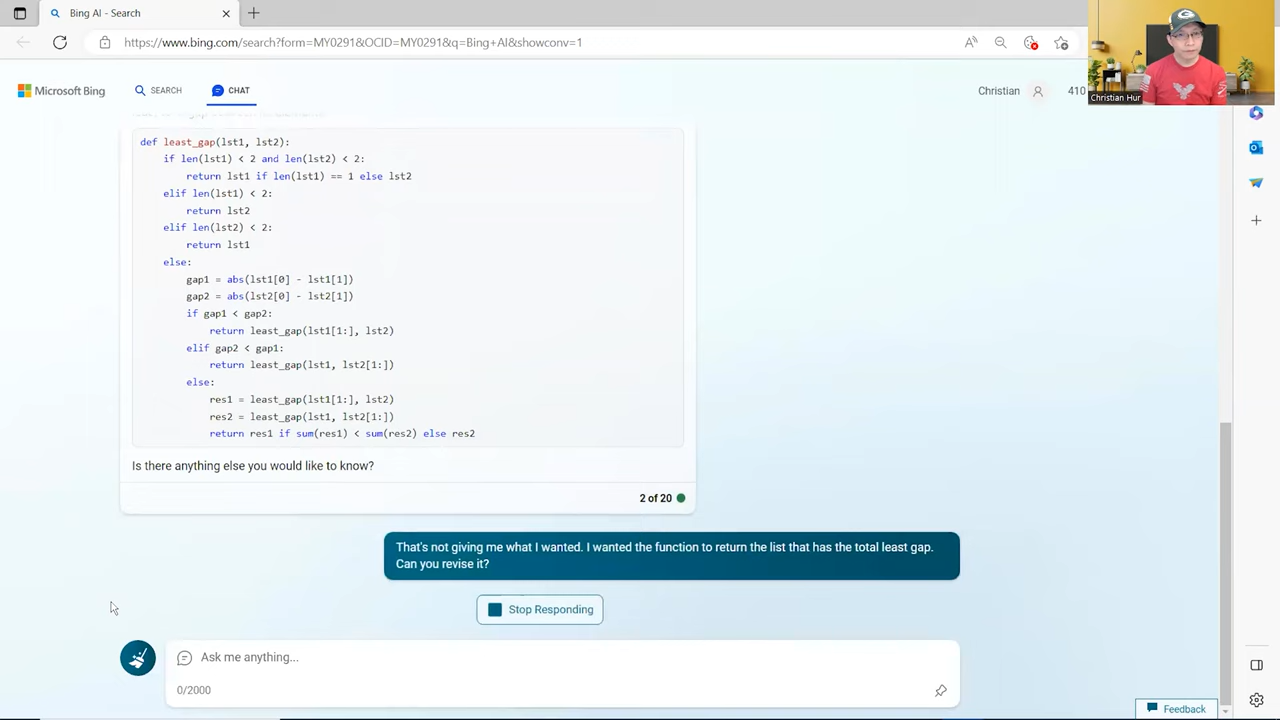 Bing AI - Search
https://www.bing.com/search?form=MY0291&OCID=MY0291&q=Bing+AI&showconv=1
Christian Hur
Microsoft Bing
SEARCH
CHAT
Christian
410
def least_gap(lst1, lst2):
    if len(lst1) < 2 and len(lst2) < 2:
        return lst1 if len(lst1) == 1 else lst2
    elif len(lst1) < 2:
        return lst2
    elif len(lst2) < 2:
        return lst1
    else:
        gap1 = abs(lst1[0] - lst1[1])
        gap2 = abs(lst2[0] - lst2[1])
        if gap1 < gap2:
            return least_gap(lst1[1:], lst2)
        elif gap2 < gap1:
            return least_gap(lst1, lst2[1:])
        else:
            res1 = least_gap(lst1[1:], lst2)
            res2 = least_gap(lst1, lst2[1:])
            return res1 if sum(res1) < sum(res2) else res2
Is there anything else you would like to know?
2 of 20
That's not giving me what I wanted. I wanted the function to return the list that has the total least gap.
Can you revise it?
Stop Responding
Ask me anything...
0/2000
Feedback